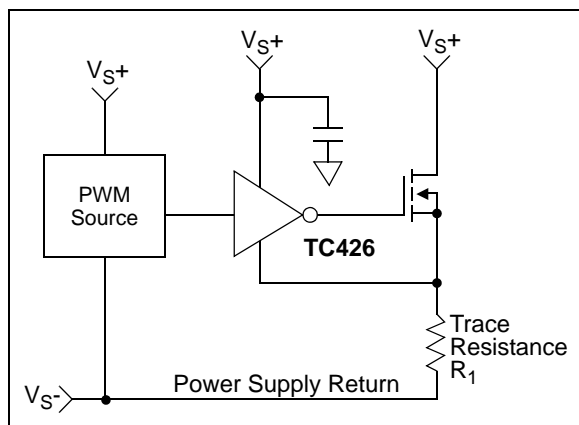 VS+
VS+
VS+
PWM
Source
TC426
Trace
Resistance
R1
Power Supply Return
VS-